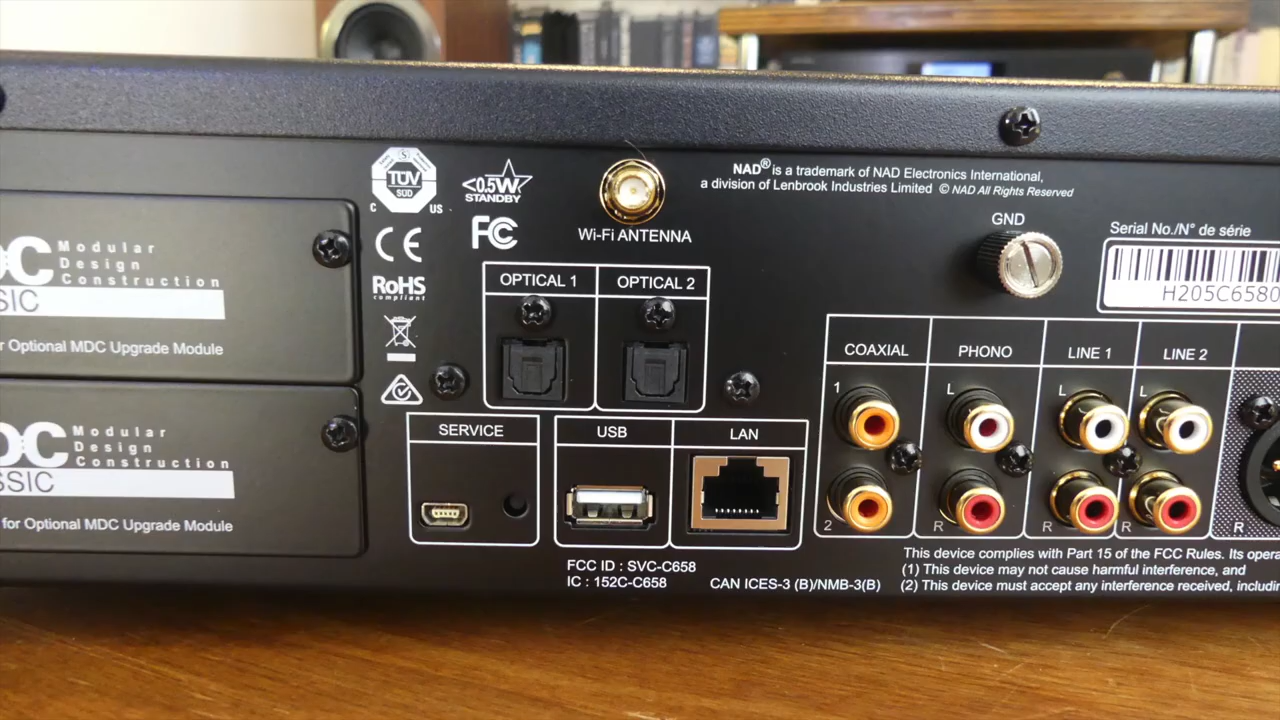 TÜV
SÜD
C US
<0.5W
STANDBY
Wi-Fi ANTENNA
NAD® is a trademark of NAD Electronics International,
a division of Lenbrook Industries Limited © NAD All Rights Reserved
GND
Serial No./N° de série
H205C6580
DC Modular
Design
Construction
SSIC
r Optional MDC Upgrade Module
CE
FC
RoHS
compliant
OPTICAL 1
OPTICAL 2
COAXIAL
PHONO
LINE 1
LINE 2
1
L
L
L
2
R
R
R
R
DC Modular
Design
Construction
SSIC
for Optional MDC Upgrade Module
SERVICE
USB
LAN
FCC ID : SVC-C658
IC : 152C-C658
CAN ICES-3 (B)/NMB-3(B)
This device complies with Part 15 of the FCC Rules. Its opera
(1) This device may not cause harmful interference, and
(2) This device must accept any interference received, includin